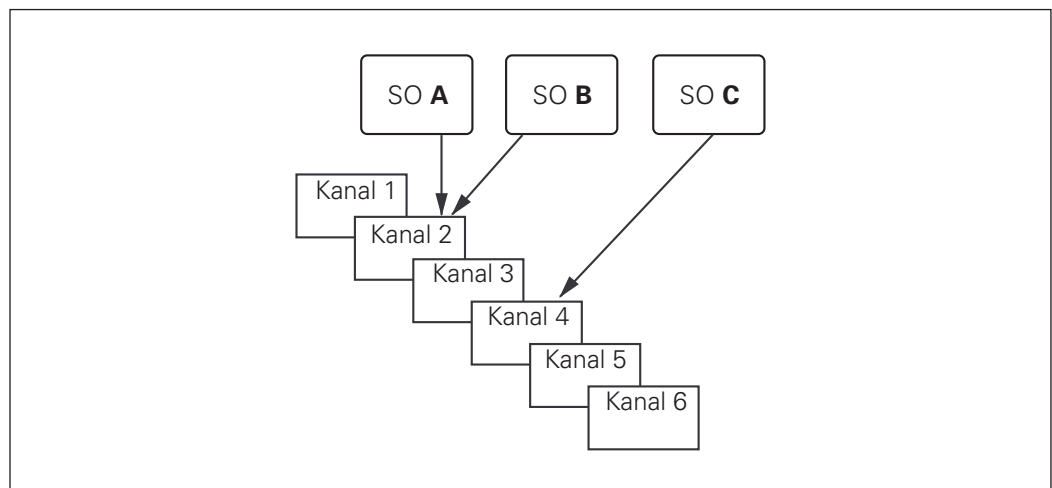 SO A
SO B
SO C
Kanal 1
Kanal 2
Kanal 3
Kanal 4
Kanal 5
Kanal 6